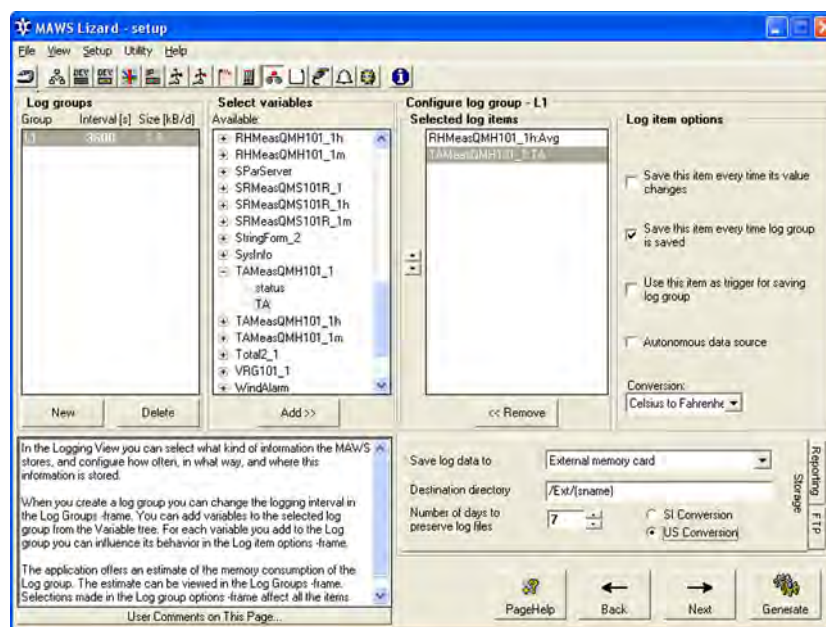 MAWS Lizard - setup
File View Setup Utility Help
Log groups
Group Interval [s] Size [kB/d]
L1 3600
Select variables
Available:
RHMeasQMH101_1h
RHMeasQMH101_1m
SParServer
SRMeasQMS101R_1
SRMeasQMS101R_1h
SRMeasQMS101R_1m
StringForm_2
SysInfo
TAMeasQMH101_1
status
TA
TAMeasQMH101_1h
TAMeasQMH101_1m
Total2_1
VRG101_1
WindAlarm
Configure log group - L1
Selected log items
RHMeasQMH101_1h:Avg
TAMeasQMH101_1:TA
Log item options
Save this item every time its value
changes
Save this item every time log group
is saved
Use this item as trigger for saving
log group
Autonomous data source
Conversion:
Celsius to Fahrenhe
New Delete Add >> << Remove
In the Logging View you can select what kind of information the MAWS
stores, and configure how often, in what way, and where this
information is stored.
When you create a log group you can change the logging interval in
the Log Groups -frame. You can add variables to the selected log
group from the Variable tree. For each variable you add to the Log
group you can influence its behavior in the Log item options -frame.
The application offers an estimate of the memory consumption of the
Log group. The estimate can be viewed in the Log Groups -frame.
Selections made in the Log group options -frame affect all the items
User Comments on This Page...
Save log data to External memory card
Destination directory /Ext/{sname}
Number of days to
preserve log files
7
SI Conversion
US Conversion
Reporting
Storage
FTP
PageHelp Back Next Generate